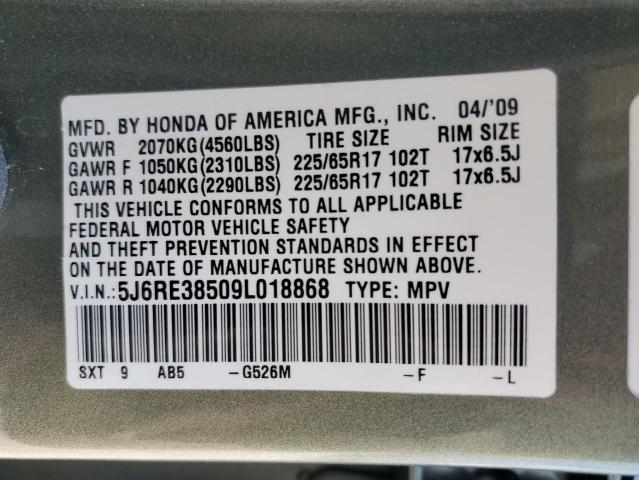 MFD. BY HONDA OF AMERICA MFG., INC. 04/'09
GVWR 2070KG(4560LBS) TIRE SIZE RIM SIZE
GAWR F 1050KG(2310LBS) 225/65R17 102T 17x6.5J
GAWR R 1040KG(2290LBS) 225/65R17 102T 17x6.5J
THIS VEHICLE CONFORMS TO ALL APPLICABLE
FEDERAL MOTOR VEHICLE SAFETY
AND THEFT PREVENTION STANDARDS IN EFFECT
ON THE DATE OF MANUFACTURE SHOWN ABOVE.
V.I.N.:5J6RE38509L018868 TYPE: MPV
SXT 9 AB5 -G526M -F -L